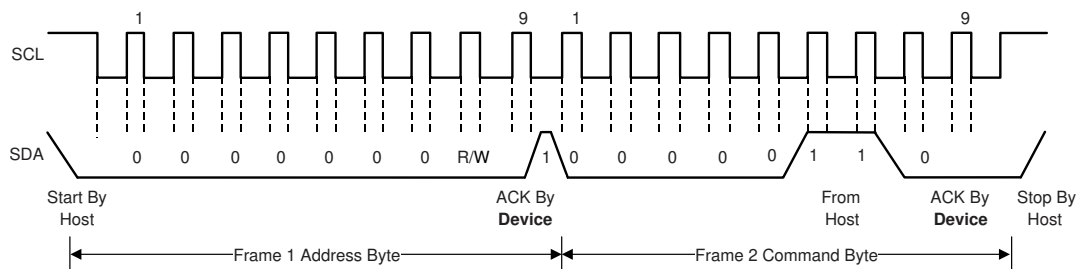 1 9 1 9
SCL
SDA
0 0 0 0 0 0 0 R/W 1 0 0 0 0 0 1 1 0
Start By
Host
ACK By
Device
From
Host
ACK By
Device
Stop By
Host
Frame 1 Address Byte
Frame 2 Command Byte